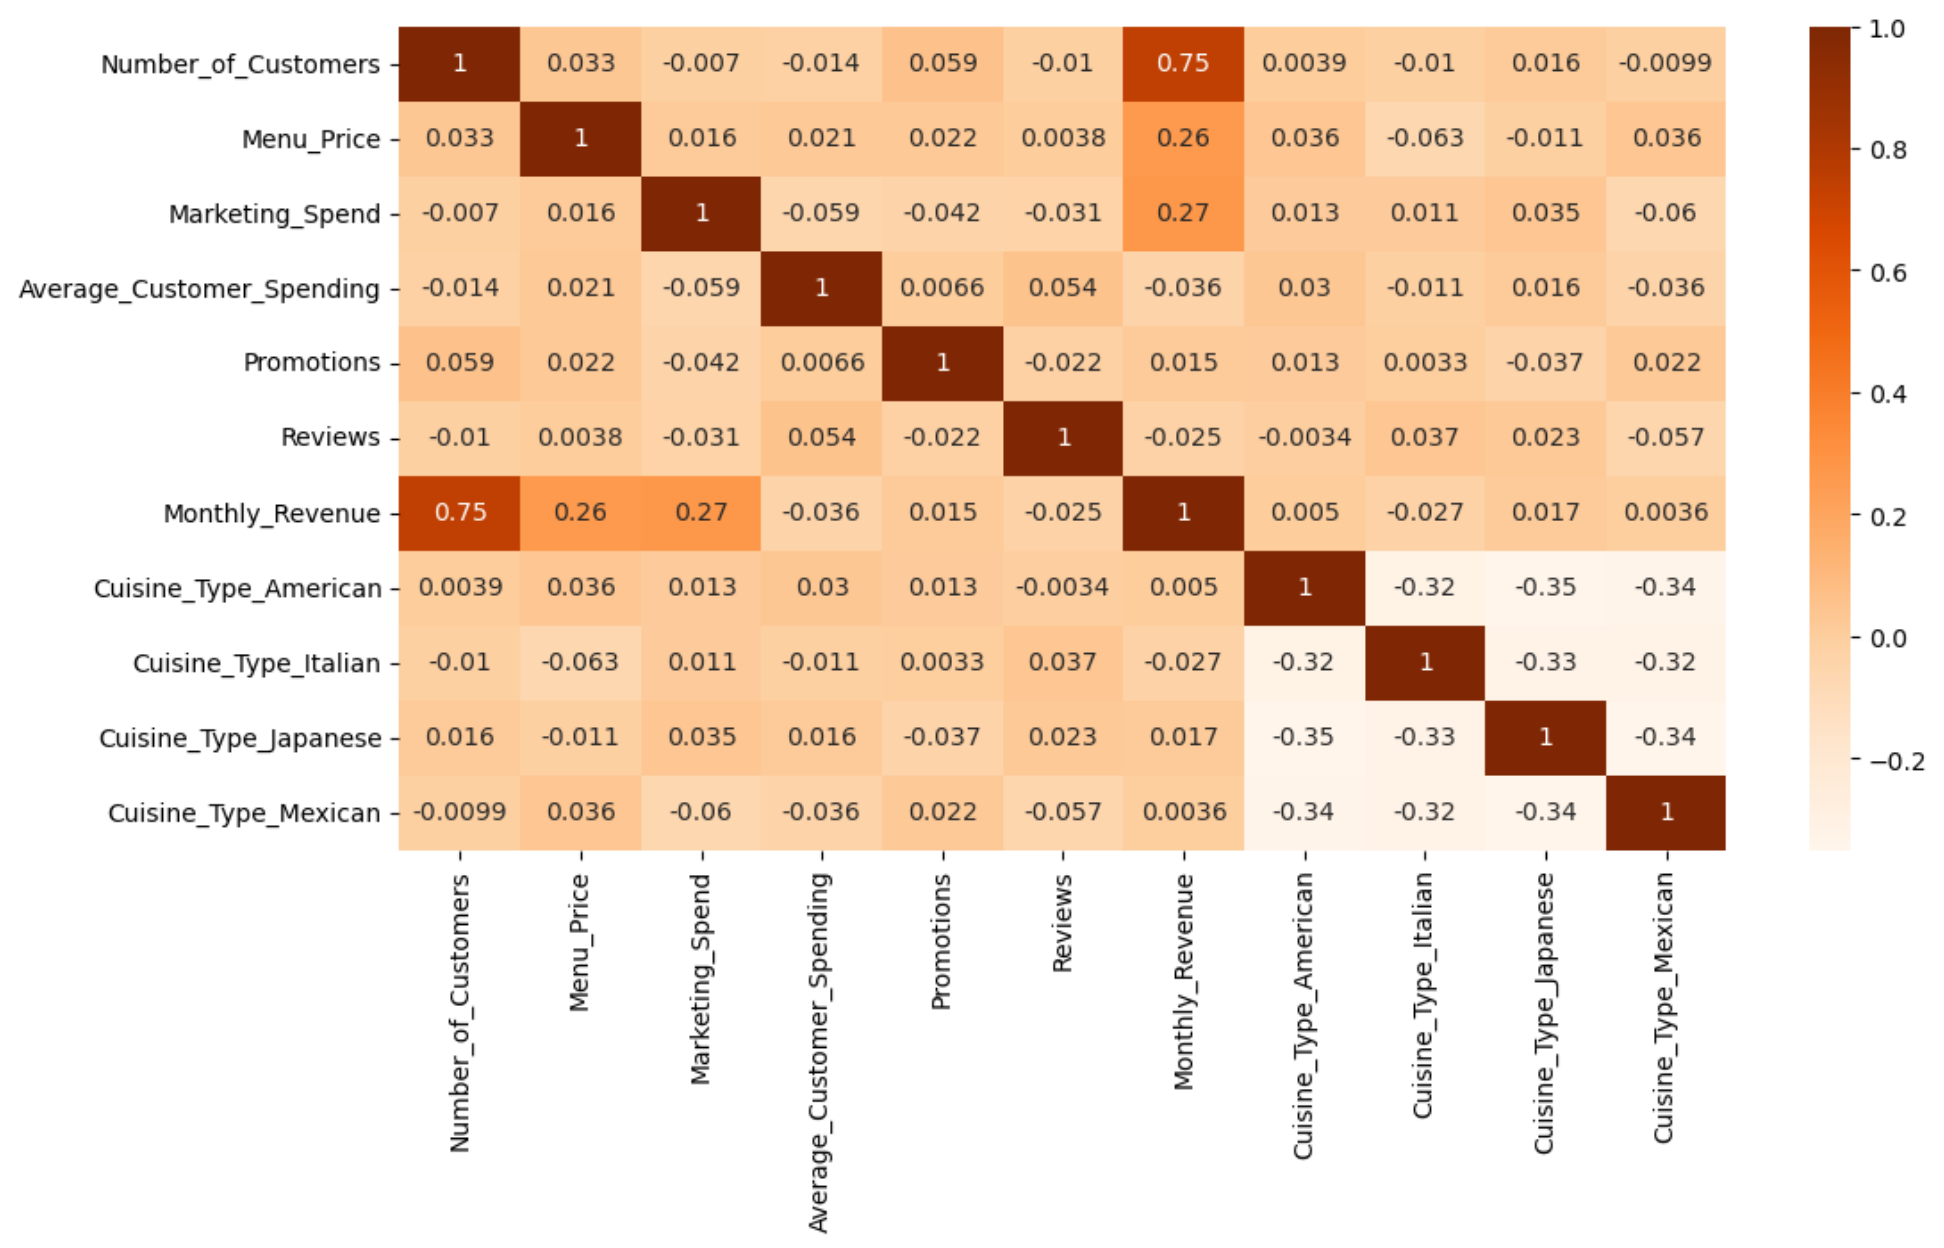 Number_of_Customers 1 0.033 -0.007 -0.014 0.059 -0.01 0.75 0.0039 -0.01 0.016 -0.0099
Menu_Price 0.033 1 0.016 0.021 0.022 0.0038 0.26 0.036 -0.063 -0.011 0.036
Marketing_Spend -0.007 0.016 1 -0.059 -0.042 -0.031 0.27 0.013 0.011 0.035 -0.06
Average_Customer_Spending -0.014 0.021 -0.059 1 0.0066 0.054 -0.036 0.03 -0.011 0.016 -0.036
Promotions 0.059 0.022 -0.042 0.0066 1 -0.022 0.015 0.013 0.0033 -0.037 0.022
Reviews -0.01 0.0038 -0.031 0.054 -0.022 1 -0.025 -0.0034 0.037 0.023 -0.057
Monthly_Revenue 0.75 0.26 0.27 -0.036 0.015 -0.025 1 0.005 -0.027 0.017 0.0036
Cuisine_Type_American 0.0039 0.036 0.013 0.03 0.013 -0.0034 0.005 1 -0.32 -0.35 -0.34
Cuisine_Type_Italian -0.01 -0.063 0.011 -0.011 0.0033 0.037 -0.027 -0.32 1 -0.33 -0.32
Cuisine_Type_Japanese 0.016 -0.011 0.035 0.016 -0.037 0.023 0.017 -0.35 -0.33 1 -0.34
Cuisine_Type_Mexican -0.0099 0.036 -0.06 -0.036 0.022 -0.057 0.0036 -0.34 -0.32 -0.34 1
Number_of_Customers
Menu_Price
Marketing_Spend
Average_Customer_Spending
Promotions
Reviews
Monthly_Revenue
Cuisine_Type_American
Cuisine_Type_Italian
Cuisine_Type_Japanese
Cuisine_Type_Mexican
1.0
0.8
0.6
0.4
0.2
0.0
−0.2